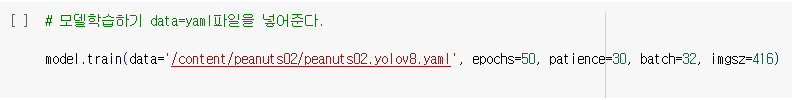 [ ] # 모델학습하기 data=yaml파일을 넣어준다.
model.train(data='/content/peanuts02/peanuts02.yolov8.yaml', epochs=50, patience=30, batch=32, imgsz=416)